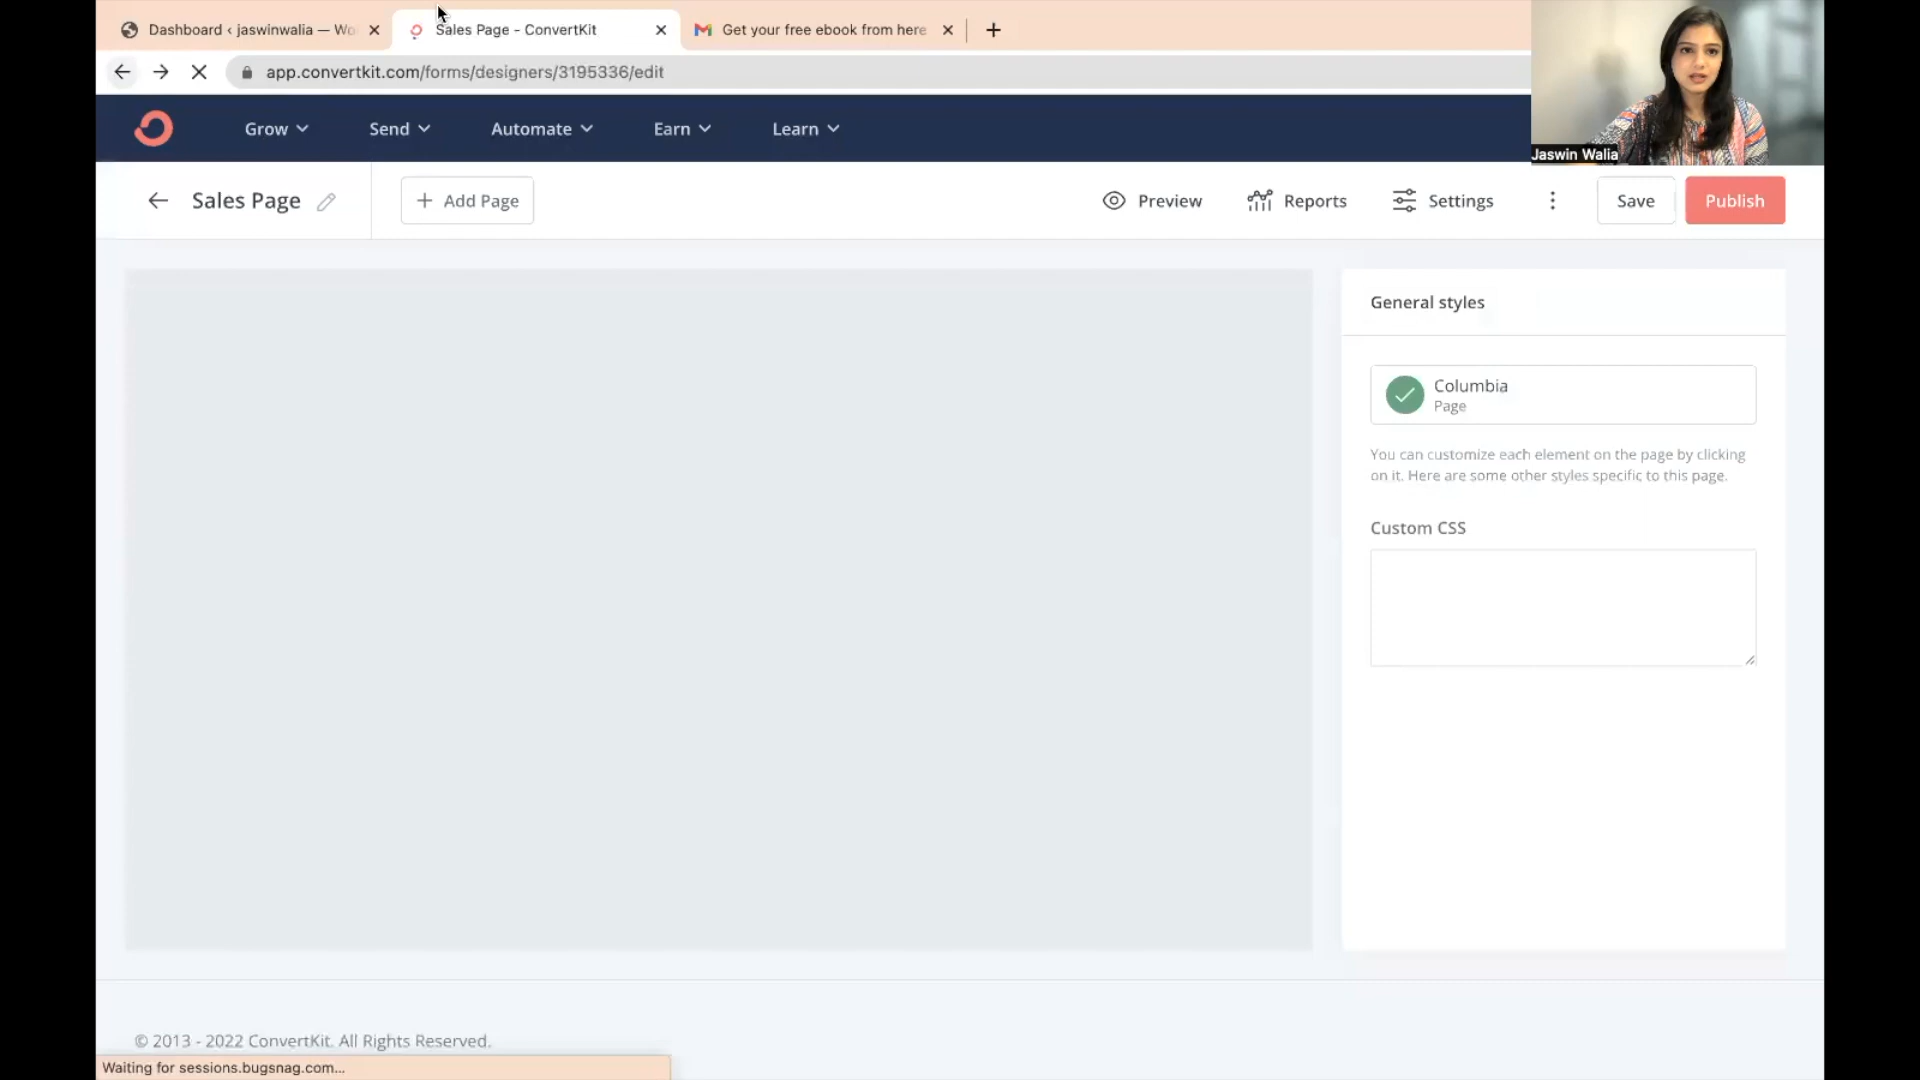 Dashboard ‹ jaswinwalia — Wo
Sales Page - ConvertKit
Get your free ebook from here
app.convertkit.com/forms/designers/3195336/edit
Grow
Send
Automate
Earn
Learn
Jaswin Walia
Sales Page
Add Page
Preview
Reports
Settings
Save
Publish
General styles
Columbia
Page
You can customize each element on the page by clicking
on it. Here are some other styles specific to this page.
Custom CSS
© 2013 - 2022 ConvertKit. All Rights Reserved.
Waiting for sessions.bugsnag.com...